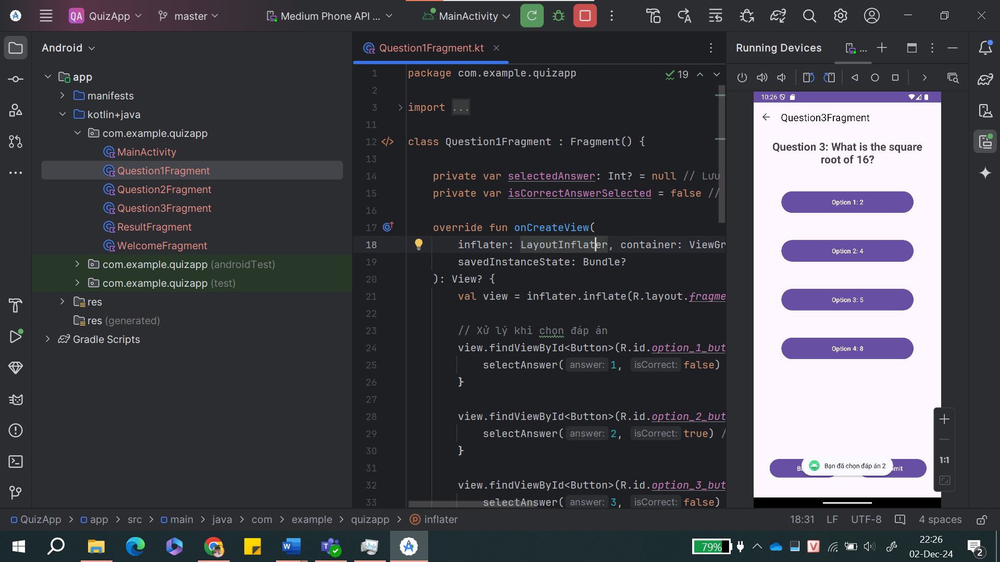 QA QuizApp master Medium Phone API ... MainActivity
Android
app
manifests
kotlin+java
com.example.quizapp
MainActivity
Question1Fragment
Question2Fragment
Question3Fragment
ResultFragment
WelcomeFragment
com.example.quizapp (androidTest)
com.example.quizapp (test)
res
res (generated)
Gradle Scripts
Question1Fragment.kt
19
1 package com.example.quizapp
2
3 import ...
11
12 </> class Question1Fragment : Fragment() {
13
14 private var selectedAnswer: Int? = null // Lưu
15 private var isCorrectAnswerSelected = false //
16
17 override fun onCreateView(
18 inflater: LayoutInflater, container: ViewGr
19 savedInstanceState: Bundle?
20 ): View? {
21 val view = inflater.inflate(R.layout.fragme
22
23 // Xử lý khi chọn đáp án
24 view.findViewById<Button>(R.id.option_1_but
25 selectAnswer( answer: 1, isCorrect: false)
26 }
27
28 view.findViewById<Button>(R.id.option_2_but
29 selectAnswer( answer: 2, isCorrect: true) /
30 }
31
32 view.findViewById<Button>(R.id.option_3_but
33 selectAnswer( answer: 3, isCorrect: false)
Running Devices ...
10:26
Question3Fragment
Question 3: What is the square
root of 16?
Option 1: 2
Option 2: 4
Option 3: 5
Option 4: 8
Ba
Bạn đã chọn đáp án 2
mit
1:1
QuizApp > app > src > main > java > com > example > quizapp > inflater
18:31 LF UTF-8 4 spaces
79%
V
22:26
02-Dec-24
2